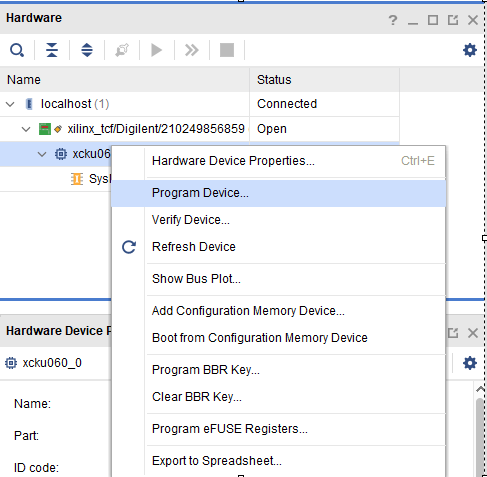 Hardware
Name Status
localhost (1) Connected
xilinx_tcf/Digilent/210249856859 Open
xcku06
Sys
Hardware Device Properties... Ctrl+E
Program Device...
Verify Device...
Refresh Device
Show Bus Plot...
Add Configuration Memory Device...
Boot from Configuration Memory Device
Program BBR Key...
Clear BBR Key...
Program eFUSE Registers...
Export to Spreadsheet...
Hardware Device P
xcku060_0
Name:
Part:
ID code: